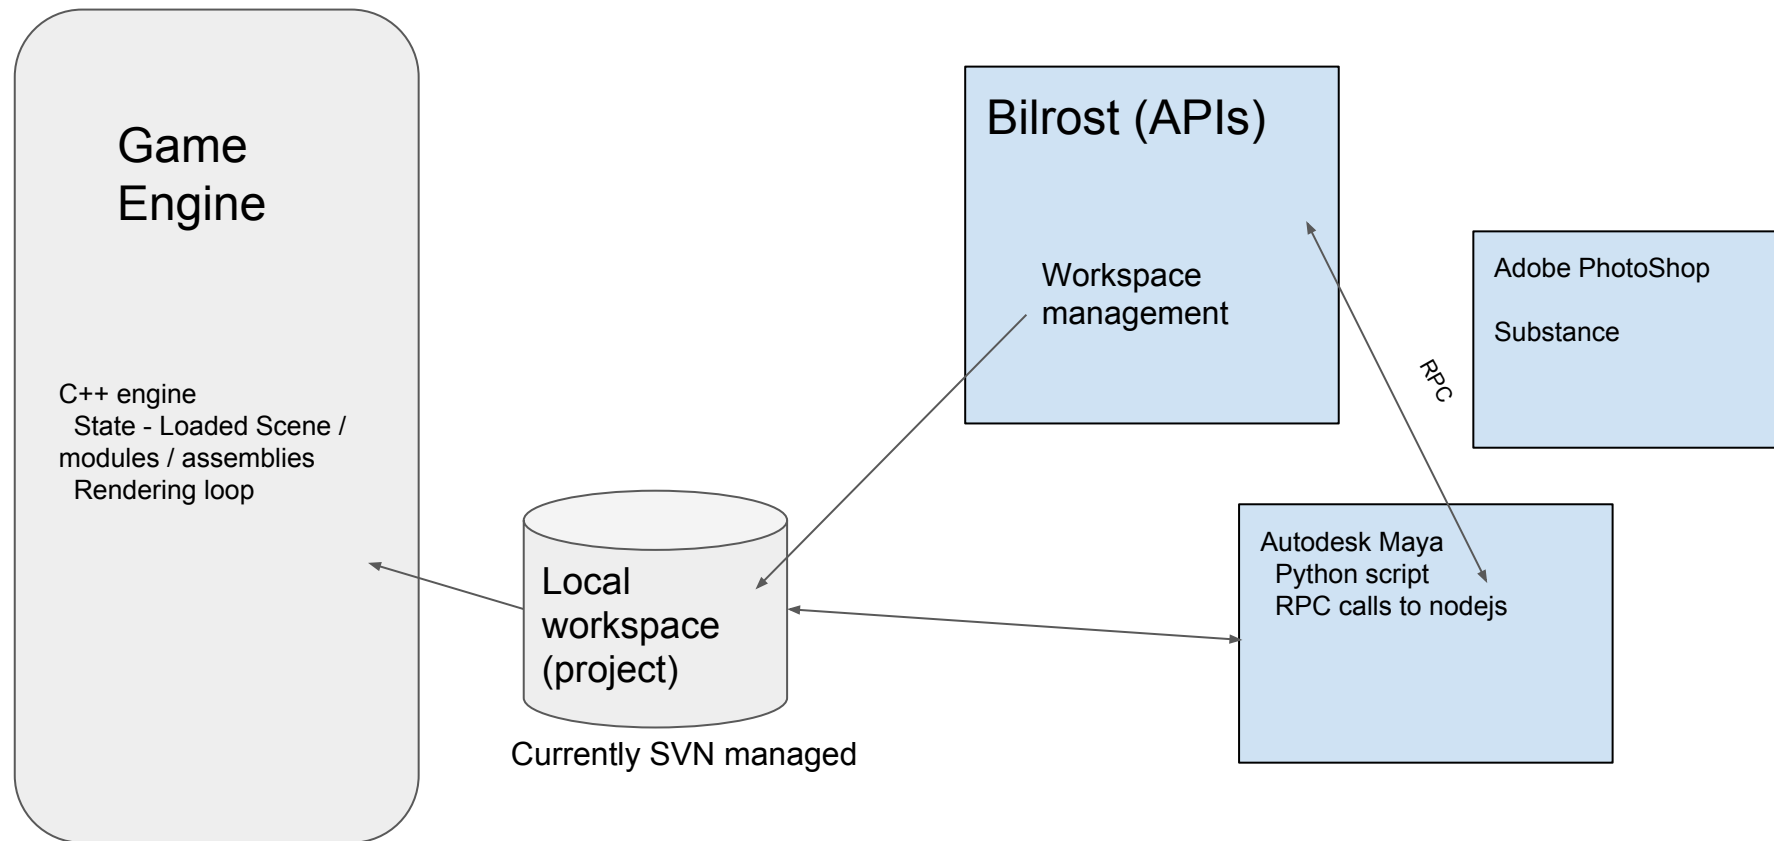 Game
Engine
C++ engine
State - Loaded Scene /
modules / assemblies
Rendering loop
Local
workspace
(project)
Currently SVN managed
Bilrost (APIs)
Workspace
management
RPC
Adobe PhotoShop
Substance
Autodesk Maya
Python script
RPC calls to nodejs